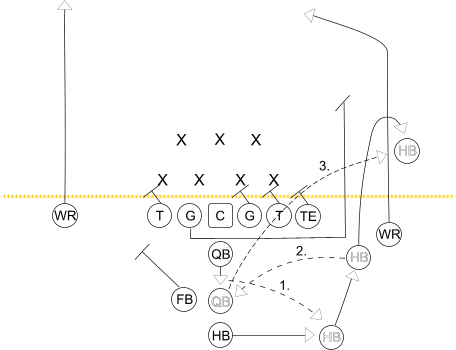 X X X
HB
3.
X X X X
WR T G C G T TE
WR
QB 2. HB
FB QB 1.
HB HB